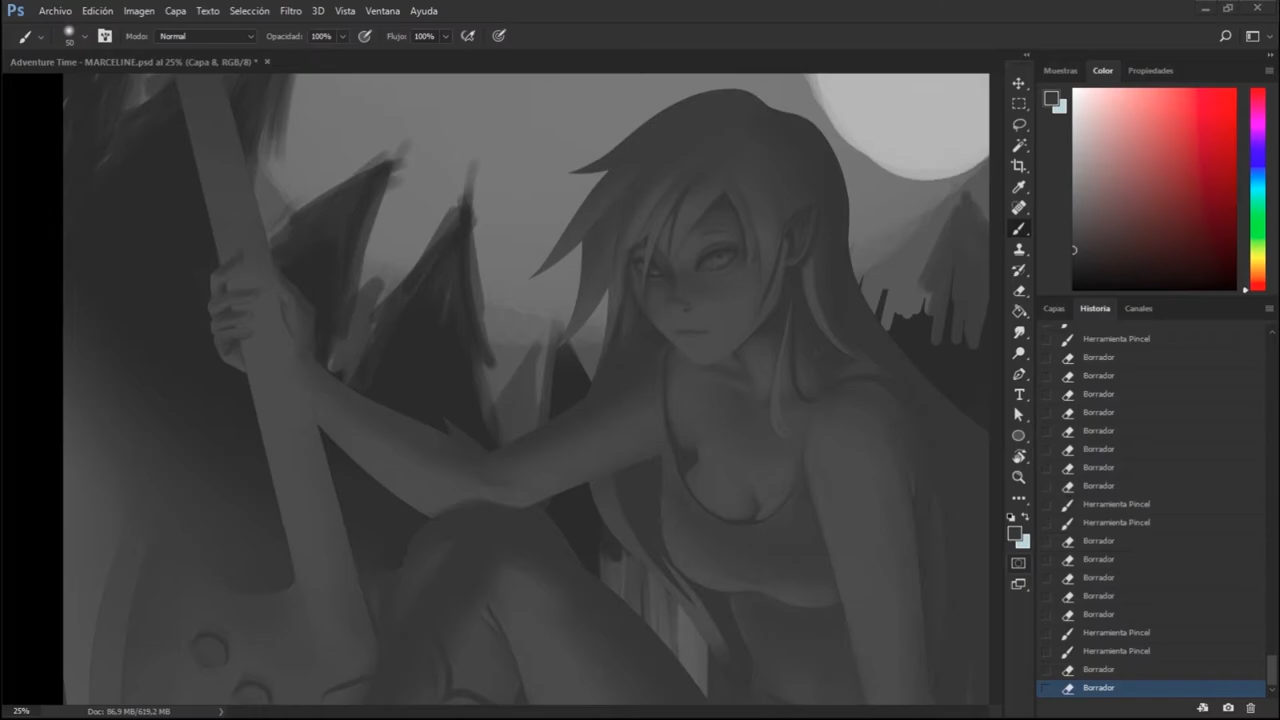 Ps Archivo Edición Imagen Capa Texto Selección Filtro 3D Vista Ventana Ayuda
50 Modo: Normal Opacidad: 100% Flujo: 100%
Adventure Time - MARCELINE.psd al 25% (Capa 8, RGB/8) * ×
Muestras Color Propiedades
Capas Historia Canales
Herramienta Pincel
Borrador
Borrador
Borrador
Borrador
Borrador
Borrador
Borrador
Borrador
Herramienta Pincel
Herramienta Pincel
Borrador
Borrador
Borrador
Borrador
Borrador
Herramienta Pincel
Herramienta Pincel
Borrador
Borrador
25% Doc: 86,9 MB/619,2 MB